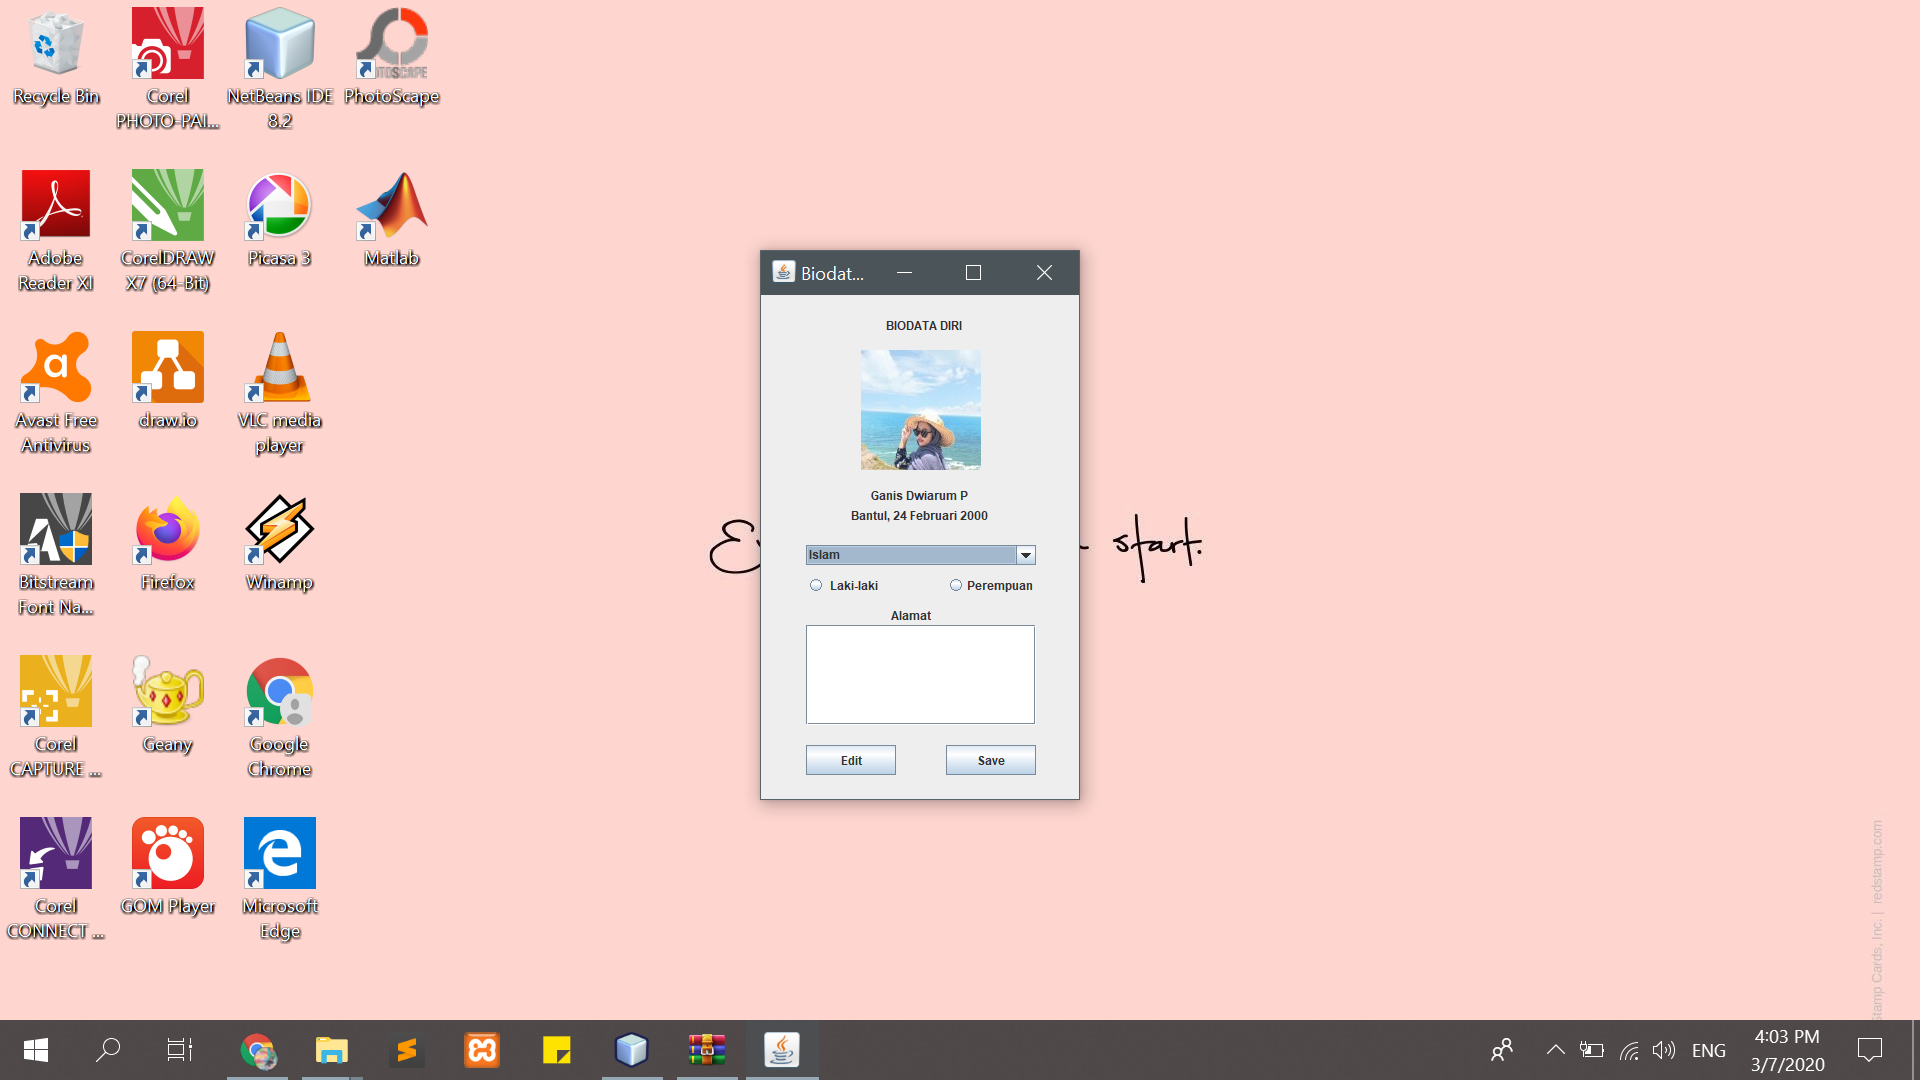 Recycle Bin
Corel
PHOTO-PAI...
NetBeans IDE
8.2
PhotoScape
Adobe
Reader XI
CorelDRAW
X7 (64-Bit)
Picasa 3
Matlab
Avast Free
Antivirus
draw.io
VLC media
player
Bitstream
Font Na...
Firefox
Winamp
Corel
CAPTURE ...
Geany
Google
Chrome
Corel
CONNECT ...
GOM Player
Microsoft
Edge
Biodat...
BIODATA DIRI
Ganis Dwiarum P
Bantul, 24 Februari 2000
Islam
Laki-laki
Perempuan
Alamat
Edit
Save
start.
Stamp Cards, Inc. | redstamp.com
ENG
4:03 PM
3/7/2020